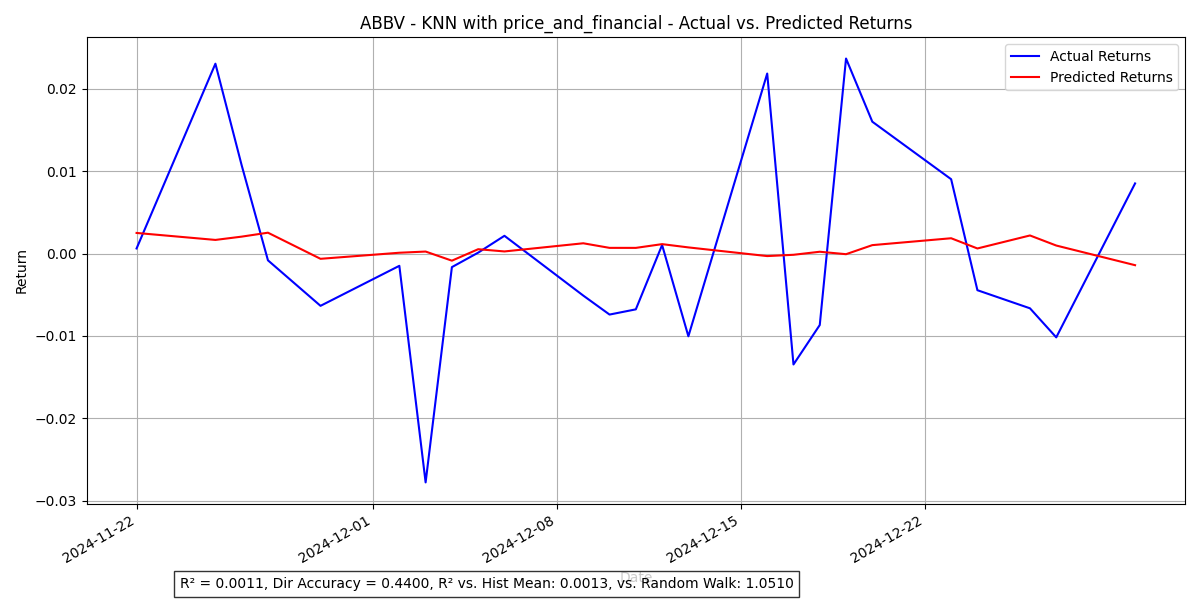 ABBV - KNN with price_and_financial - Actual vs. Predicted Returns
Actual Returns
Predicted Returns
Return
0.02
0.01
0.00
−0.01
−0.02
−0.03
2024-11-22
2024-12-01
2024-12-08
2024-12-15
2024-12-22
Date
R² = 0.0011, Dir Accuracy = 0.4400, R² vs. Hist Mean: 0.0013, vs. Random Walk: 1.0510